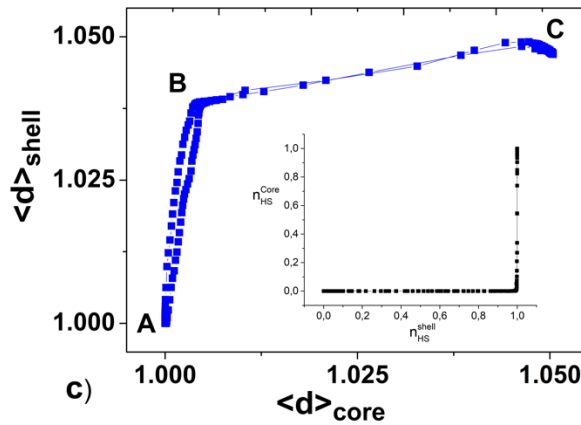 1.050
C
B
<d>shell
1.025
1,0
0,8
n_HS^Core
0,6
0,4
0,2
0,0
0,0 0,2 0,4 0,6 0,8 1,0
n_HS^shell
1.000
A
c)
1.000 1.025 1.050
<d>core